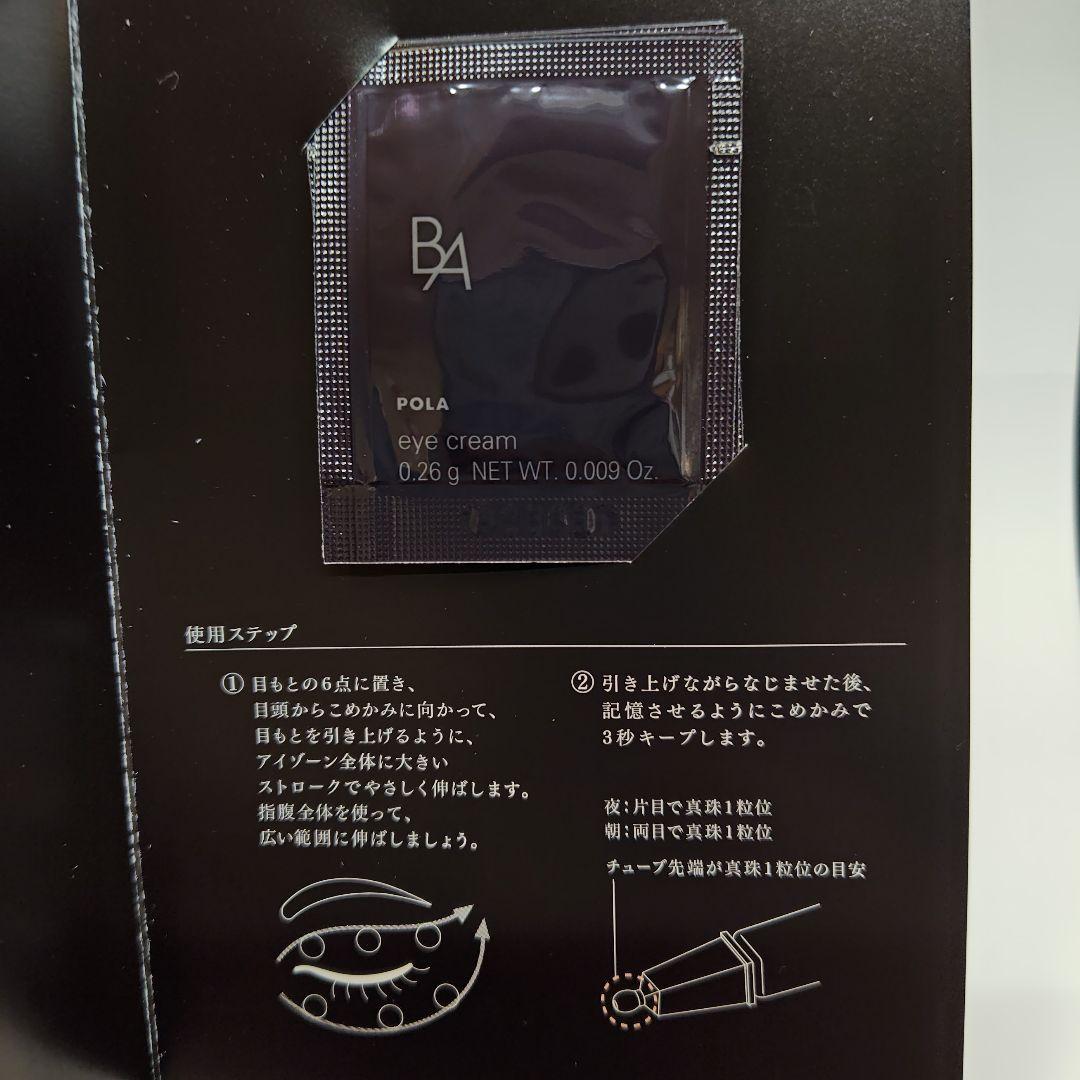 BA
POLA
eye cream
0.26 g NET WT. 0.009 Oz.
使用ステップ
① 目もとの6点に置き、
目頭からこめかみに向かって、
目もとを引き上げるように、
アイゾーン全体に大きい
ストロークでやさしく伸ばします。
指腹全体を使って、
広い範囲に伸ばしましょう。
② 引き上げながらなじませた後、
記憶させるようにこめかみで
3秒キープします。
夜:片目で真珠1粒位
朝:両目で真珠1粒位
チューブ先端が真珠1粒位の目安